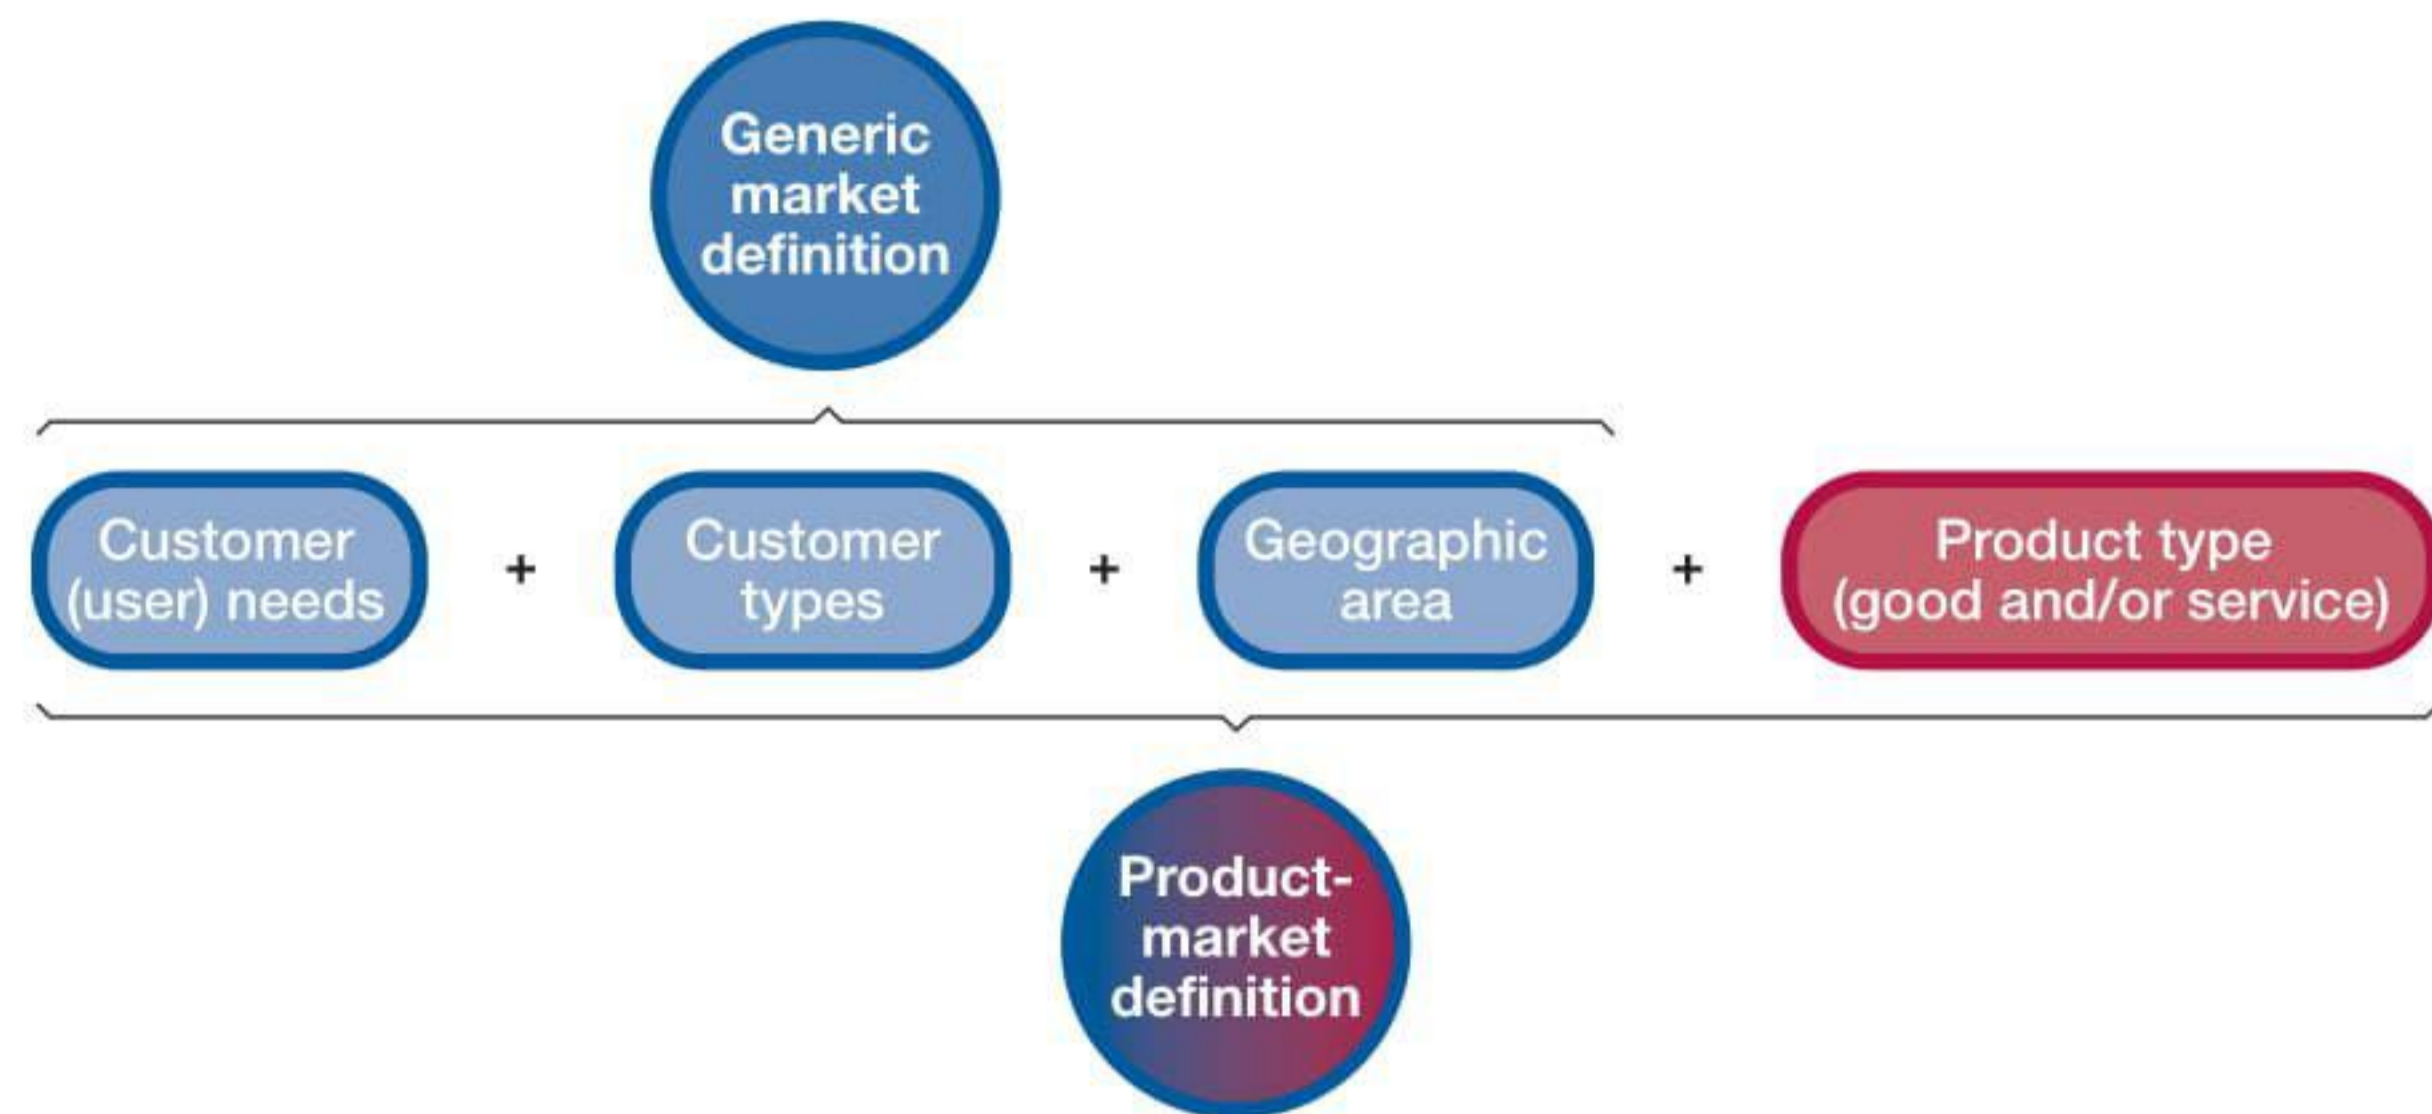 Generic
market
definition
Customer
(user) needs
+
Customer
types
+
Geographic
area
+
Product type
(good and/or service)
Product-
market
definition